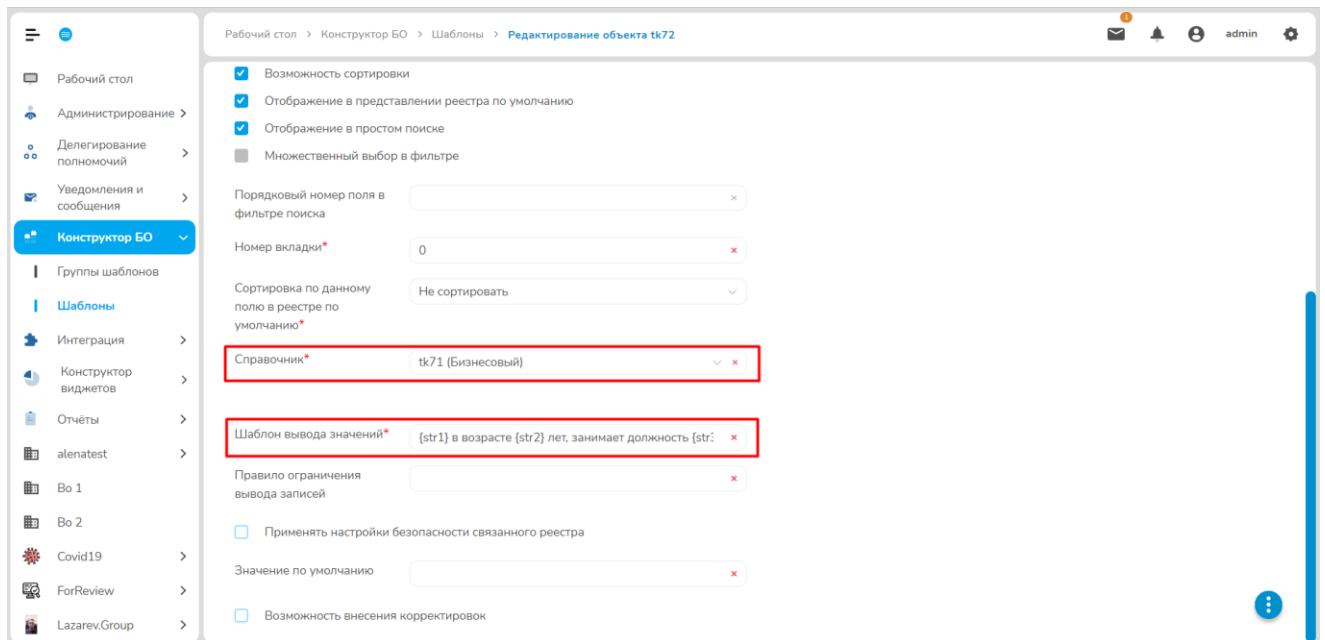 1
Рабочий стол > Конструктор БО > Шаблоны > Редактирование объекта tk72
admin
Рабочий стол
Администрирование
Делегирование
полномочий
Уведомления и
сообщения
Конструктор БО
Группы шаблонов
Шаблоны
Интеграция
Конструктор
виджетов
Отчёты
alenatest
Bo 1
Bo 2
Covid19
ForReview
Lazarev.Group
Возможность сортировки
Отображение в представлении реестра по умолчанию
Отображение в простом поиске
Множественный выбор в фильтре
Порядковый номер поля в
фильтре поиска
Номер вкладки*
0
Сортировка по данному
полю в реестре по
умолчанию*
Не сортировать
Справочник*
tk71 (Бизнесовый)
Шаблон вывода значений*
{str1} в возрасте {str2} лет, занимает должность {str3
Правило ограничения
вывода записей
Применять настройки безопасности связанного реестра
Значение по умолчанию
Возможность внесения корректировок